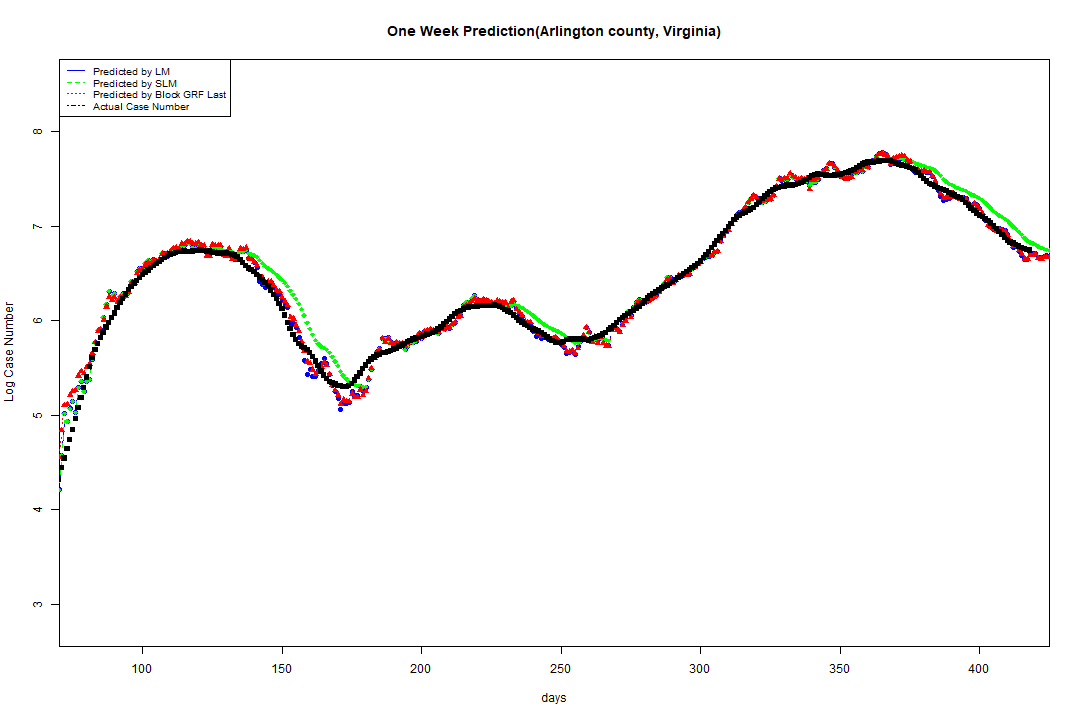 One Week Prediction(Arlington county, Virginia)
Predicted by LM
Predicted by SLM
Predicted by Block GRF Last
Actual Case Number
8
7
6
5
4
3
Log Case Number
100 150 200 250 300 350 400
days